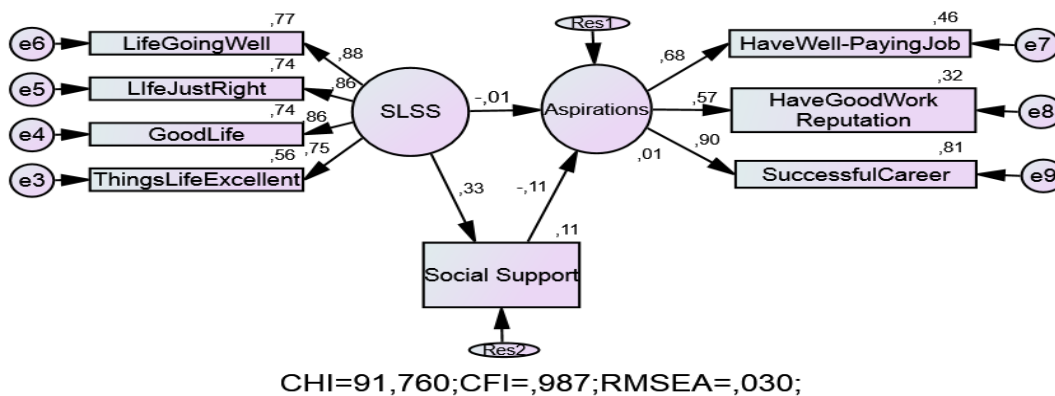 Res1
,77
,46
e6
LifeGoingWell
,88
,68
HaveWell-PayingJob
e7
,74
,32
e5
LIfeJustRight
,86
SLSS
-,01
Aspirations
,57
HaveGoodWork
Reputation
e8
,74
e4
GoodLife
,86
,90
,01
,81
,56
,75
e3
ThingsLifeExcellent
SuccessfulCareer
e9
,33
-,11
,11
Social Support
Res2
CHI=91,760;CFI=,987;RMSEA=,030;